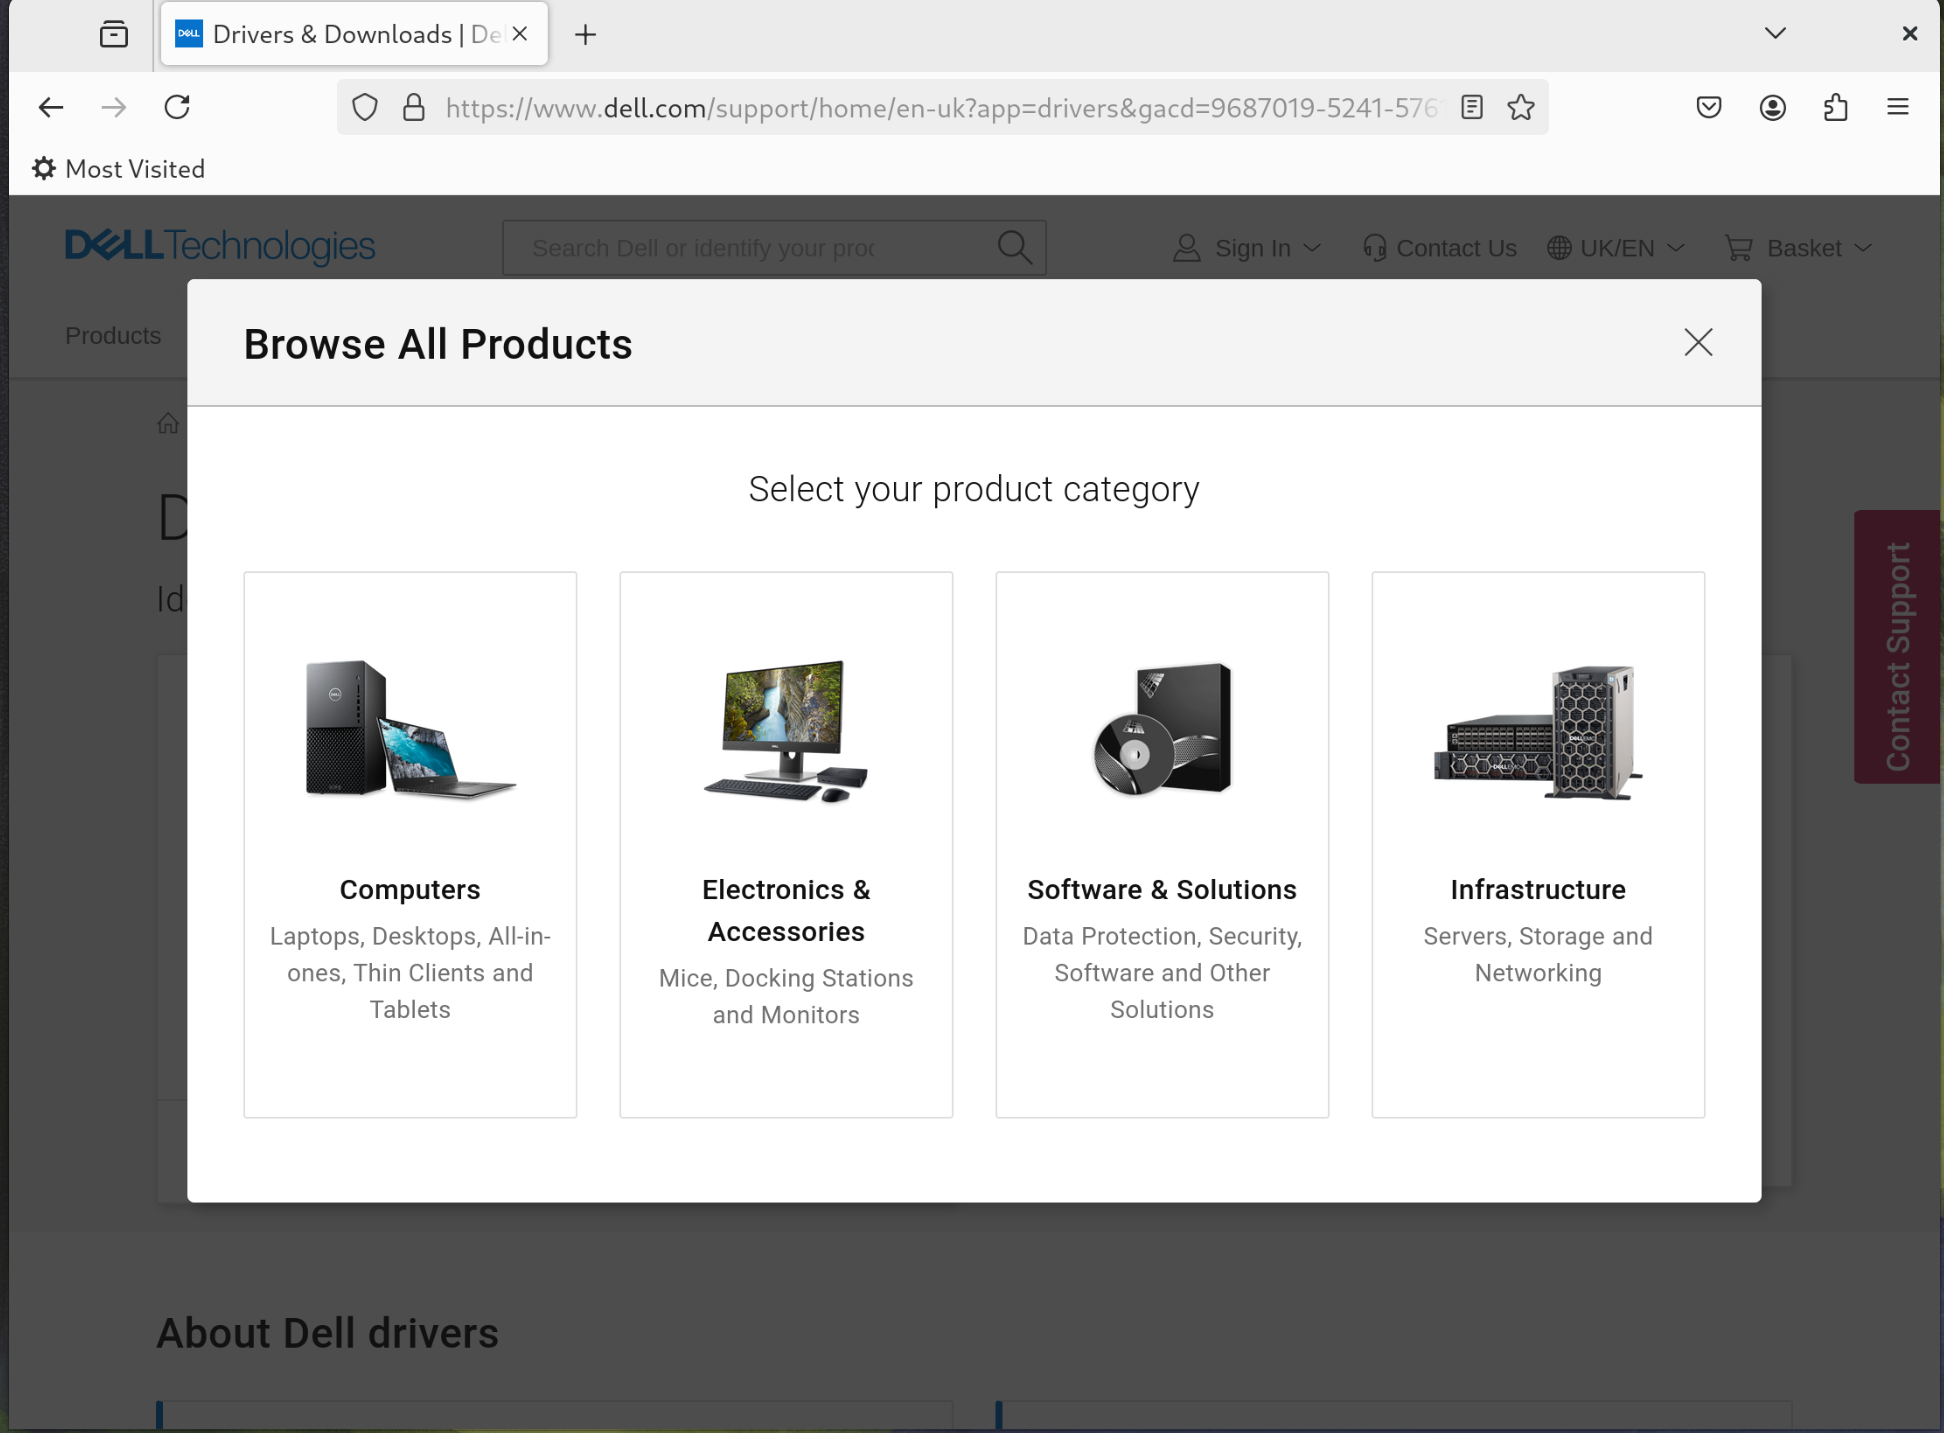 Drivers & Downloads | De
https://www.dell.com/support/home/en-uk?app=drivers&gacd=9687019-5241-576
Most Visited
DELL Technologies
Search Dell or identify your proc
Sign In
Contact Us
UK/EN
Basket
Products
Browse All Products
Select your product category
Computers
Laptops, Desktops, All-in-
ones, Thin Clients and
Tablets
Electronics &
Accessories
Mice, Docking Stations
and Monitors
Software & Solutions
Data Protection, Security,
Software and Other
Solutions
Infrastructure
Servers, Storage and
Networking
Contact Support
D
Id
About Dell drivers